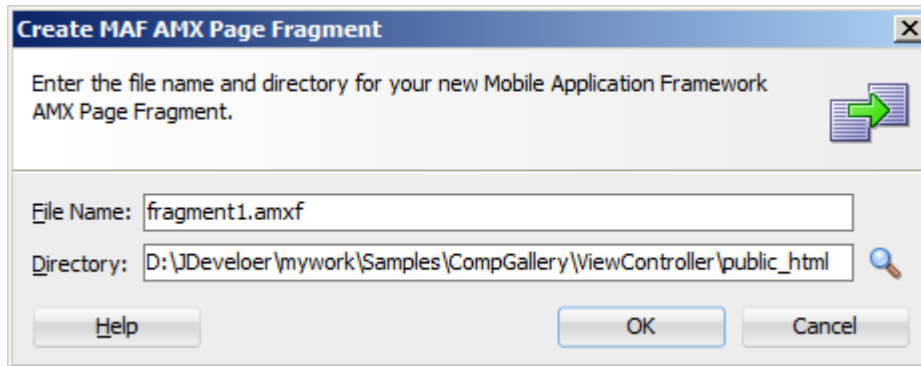 Create MAF AMX Page Fragment
Enter the file name and directory for your new Mobile Application Framework
AMX Page Fragment.
File Name: fragment1.amxf
Directory: D:\JDeveloer\mywork\Samples\CompGallery\ViewController\public_html
Help OK Cancel